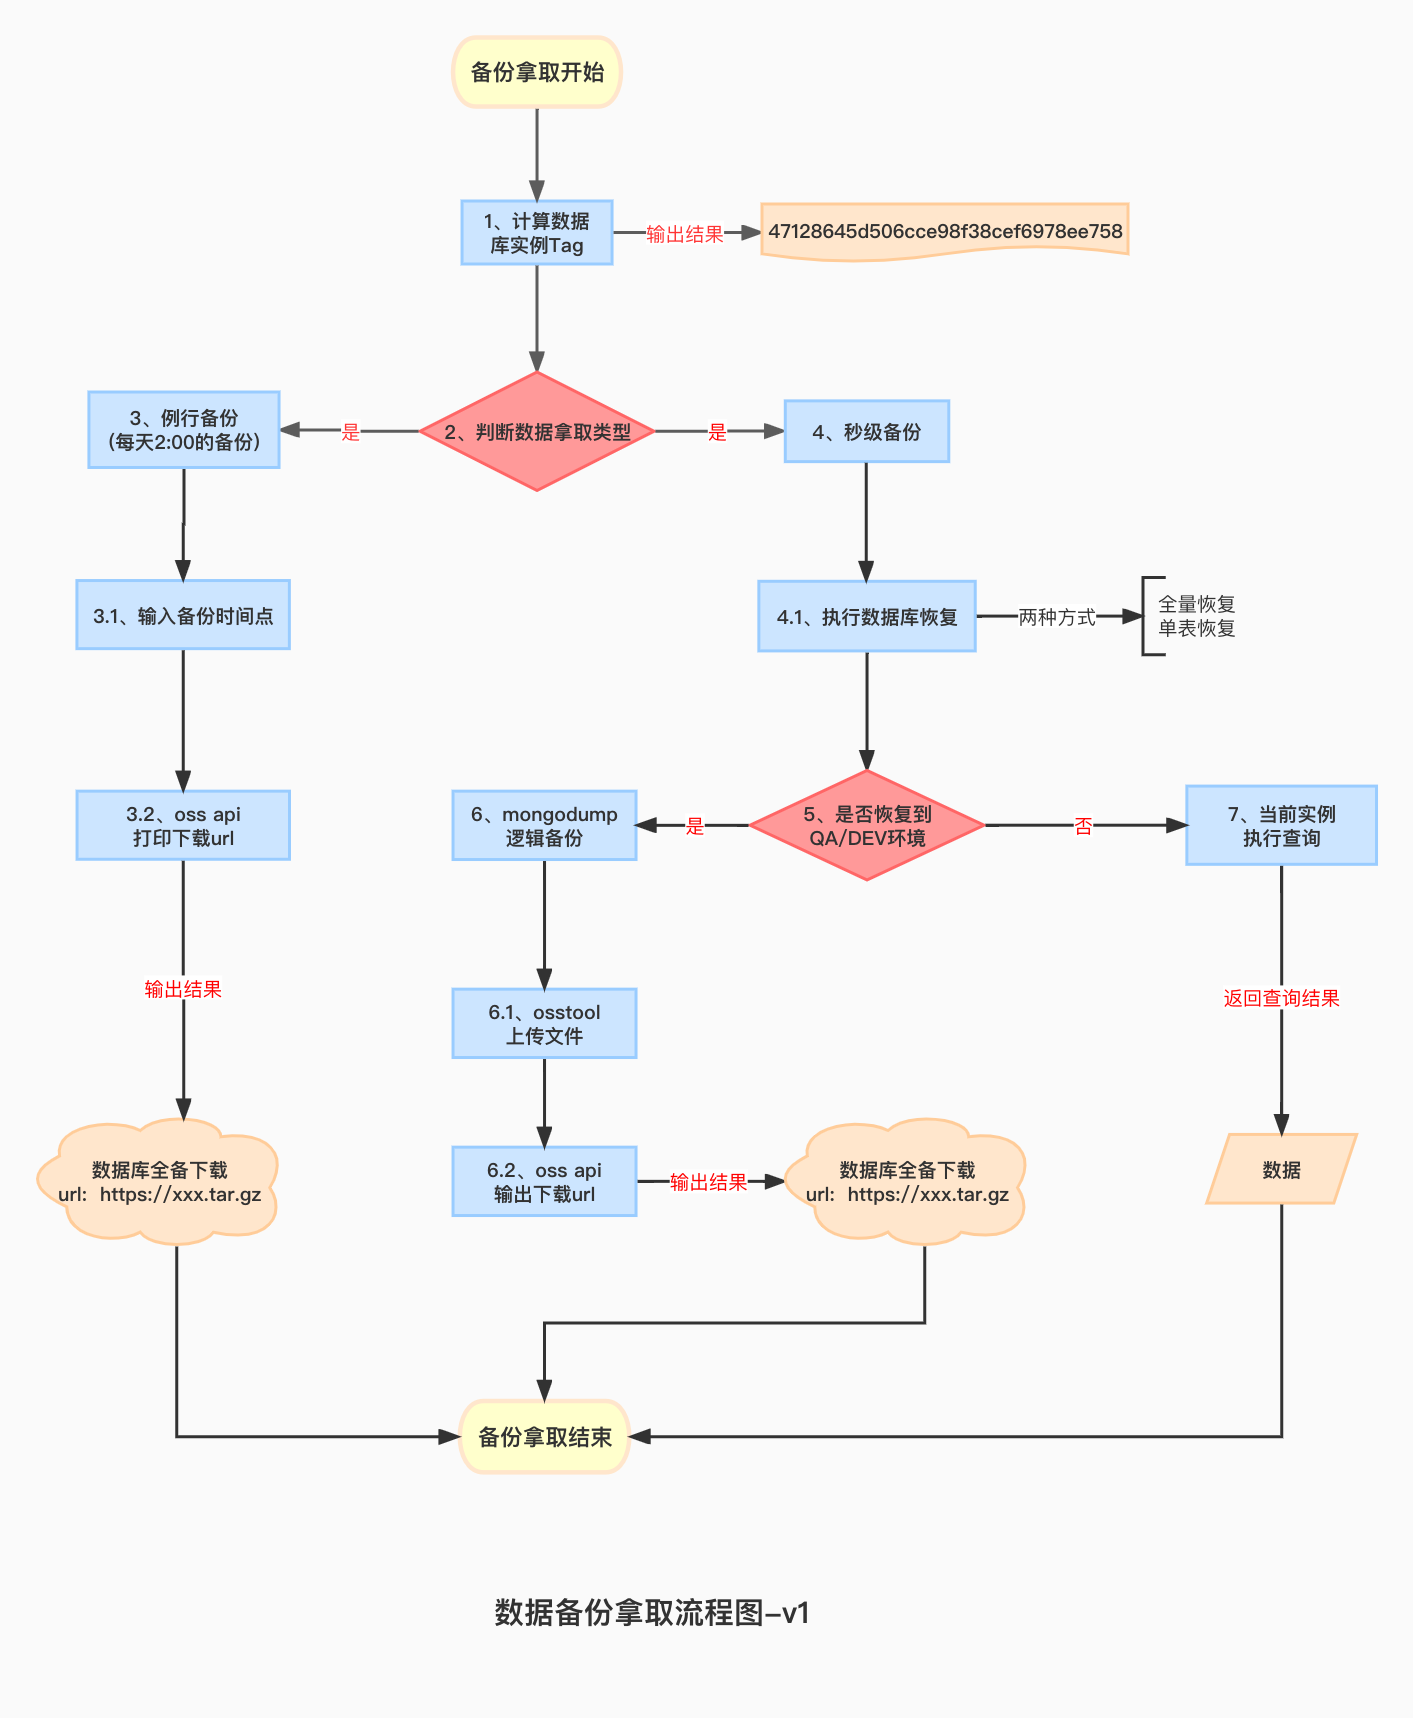 备份拿取开始
1、计算数据
库实例Tag
输出结果
47128645d506cce98f38cef6978ee758
3、例行备份
（每天2:00的备份）
是
2、判断数据拿取类型
是
4、秒级备份
3.1、输入备份时间点
4.1、执行数据库恢复
两种方式
全量恢复
单表恢复
3.2、oss api
打印下载url
6、mongodump
逻辑备份
是
5、是否恢复到
QA/DEV环境
否
7、当前实例
执行查询
输出结果
6.1、osstool
上传文件
返回查询结果
数据库全备下载
url：https://xxx.tar.gz
6.2、oss api
输出下载url
输出结果
数据库全备下载
url：https://xxx.tar.gz
数据
备份拿取结束
数据备份拿取流程图–v1